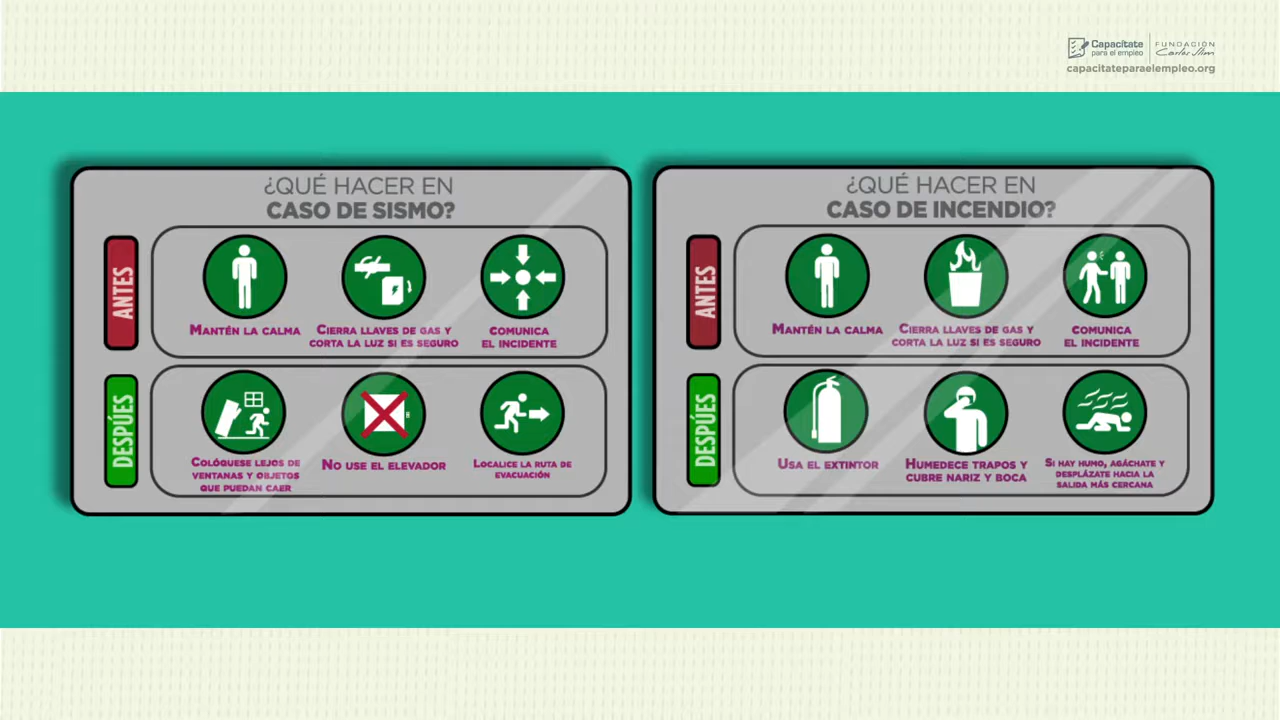 Capacítate
para el empleo
FUNDACIÓN
Carlos Slim
capacitateparaelempleo.org
¿QUÉ HACER EN
CASO DE SISMO?
ANTES
MANTÉN LA CALMA
CIERRA LLAVES DE GAS Y
CORTA LA LUZ SI ES SEGURO
COMUNICA
EL INCIDENTE
DESPÚES
COLÓQUESE LEJOS DE
VENTANAS Y OBJETOS
QUE PUEDAN CAER
NO USE EL ELEVADOR
LOCALICE LA RUTA DE
EVACUACIÓN
¿QUÉ HACER EN
CASO DE INCENDIO?
ANTES
MANTÉN LA CALMA
CIERRA LLAVES DE GAS Y
CORTA LA LUZ SI ES SEGURO
COMUNICA
EL INCIDENTE
DESPÚES
USA EL EXTINTOR
HUMEDECE TRAPOS Y
CUBRE NARIZ Y BOCA
SI HAY HUMO, AGÁCHATE Y
DESPLÁZATE HACIA LA
SALIDA MÁS CERCANA